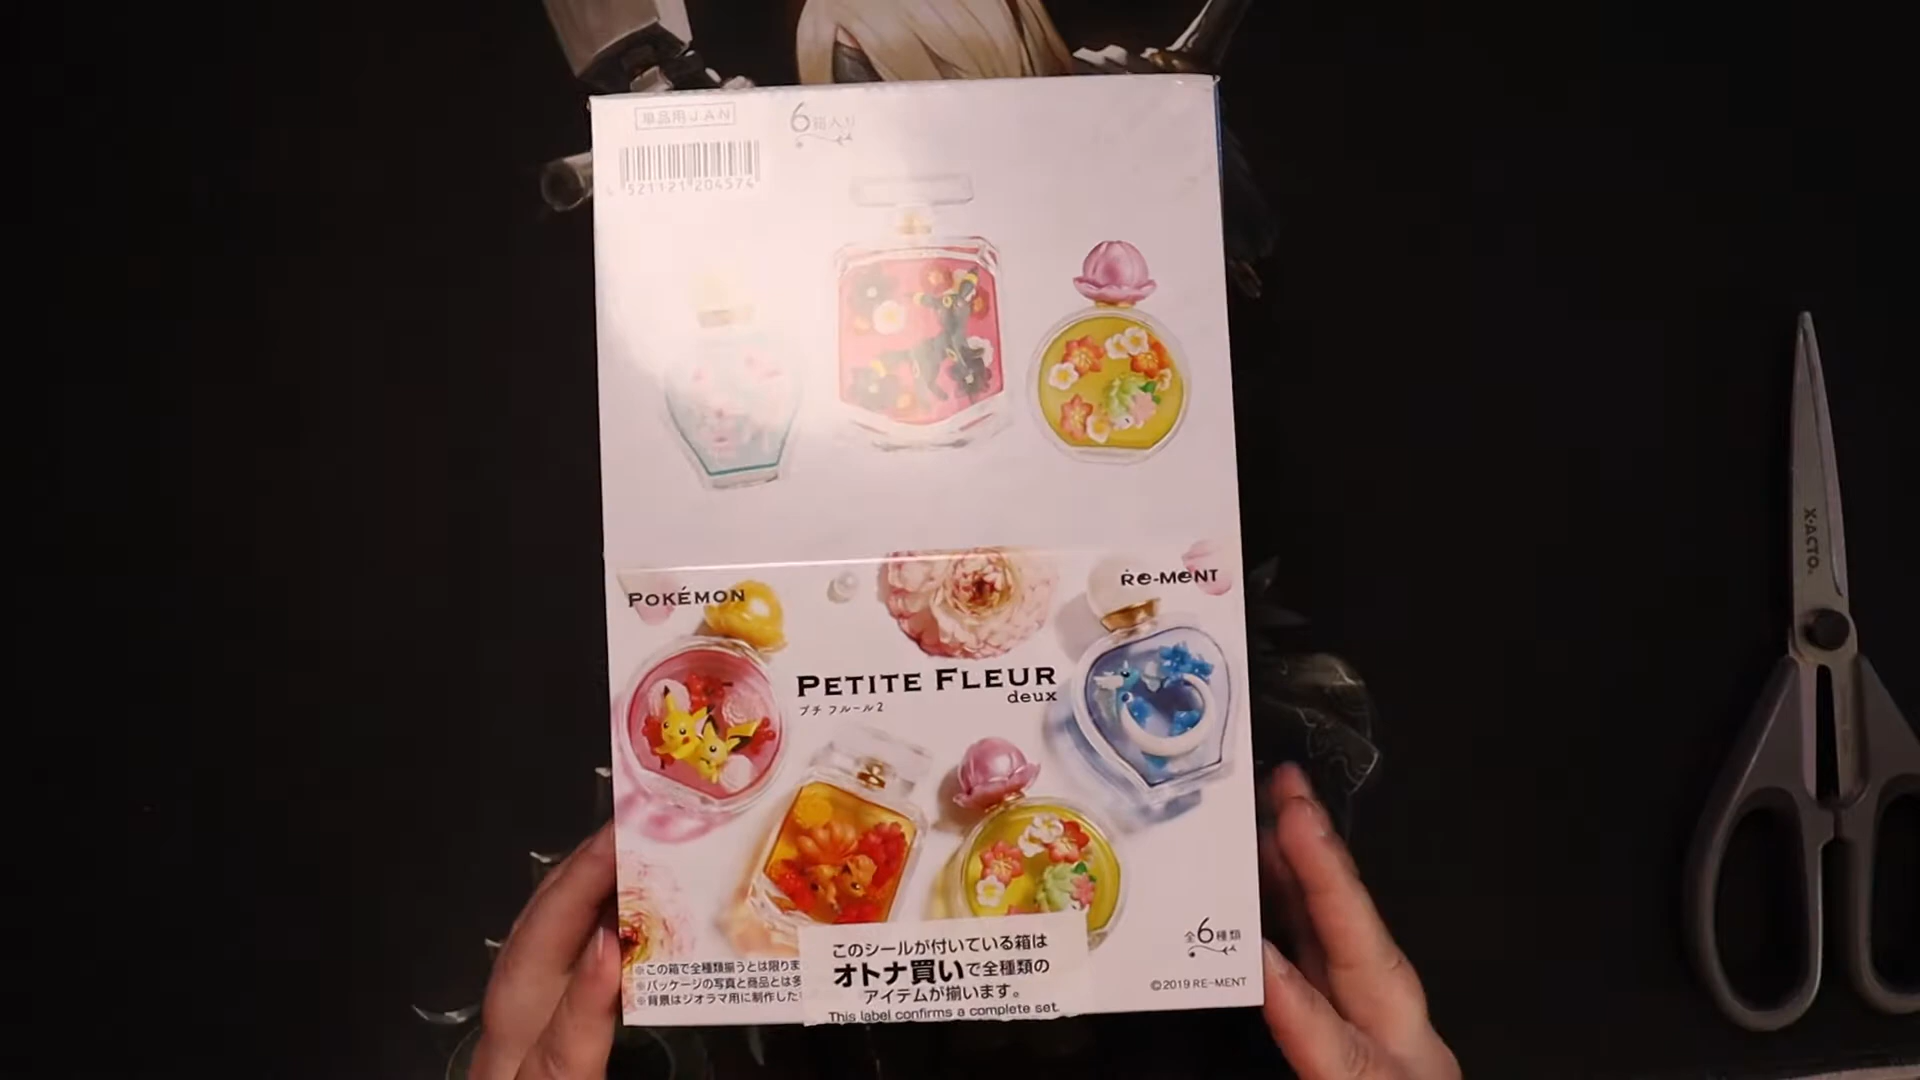 単品用JAN
6箱入り
521121 204574
POKÉMON
Re-MeNT
PETITE FLEUR
deux
プチ フルール2
全6種類
※この箱で全種類揃うとは限りま
※パッケージの写真と商品とは多
※背景はジオラマ用に制作した
このシールが付いている箱は
オトナ買いで全種類の
アイテムが揃います。
This label confirms a complete set.
©2019 RE-MENT
X-ACTO